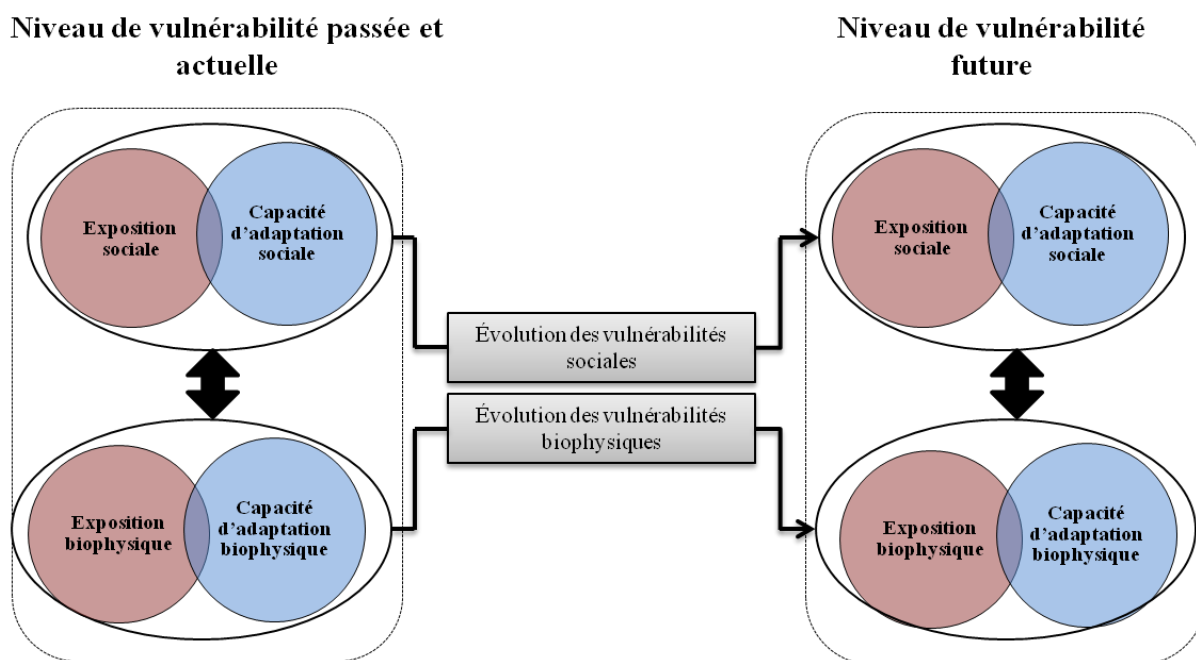 Niveau de vulnérabilité passée et
actuelle
Niveau de vulnérabilité
future
Exposition
sociale
Capacité
d'adaptation
sociale
Exposition
sociale
Capacité
d'adaptation
sociale
Évolution des vulnérabilités
sociales
Évolution des vulnérabilités
biophysiques
Exposition
biophysique
Capacité
d'adaptation
biophysique
Exposition
biophysique
Capacité
d'adaptation
biophysique